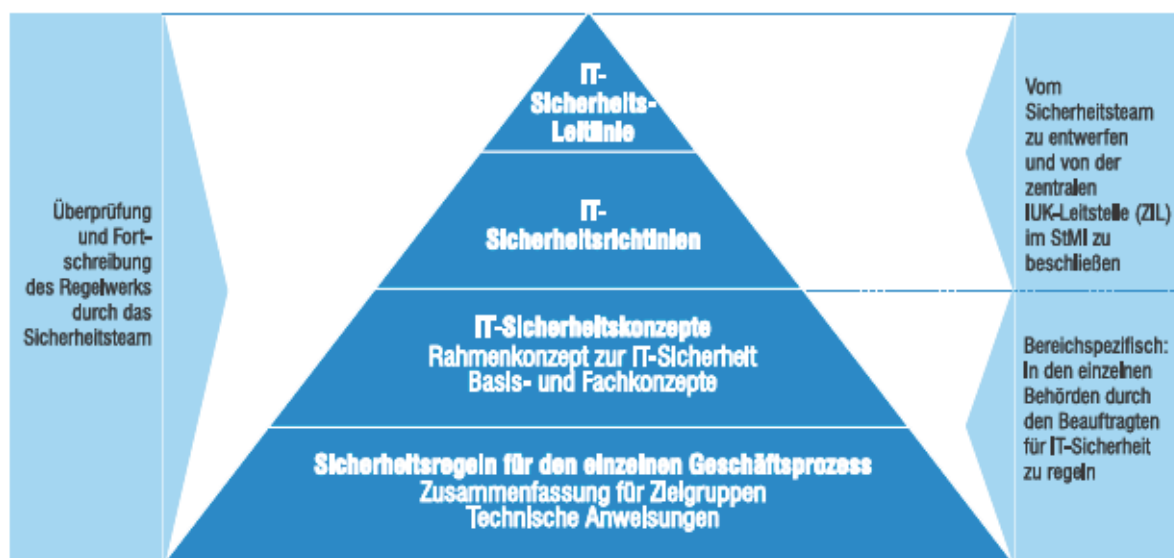 IT-
Sicherheits-
Leitlinie
IT-
Sicherheitsrichtinien
IT-Sicherheitskonzepte
Rahmenkonzept zur IT-Sicherheit
Basis- und Fachkonzepte
Sicherheitsregeln für den einzelnen Geschäftsprozess
Zusammenfassung für Zielgruppen
Technische Anweisungen
Überprüfung
und Fort-
schreibung
des Regelwerks
durch das
Sicherheitsteam
Vom
Sicherheitsteam
zu entwerfen
und von der
zentralen
IUK-Leitstelle (ZIL)
im StMI zu
beschließen
Bereichspezifisch:
In den einzelnen
Behörden durch
den Beauftragten
für IT-Sicherheit
zu regeln